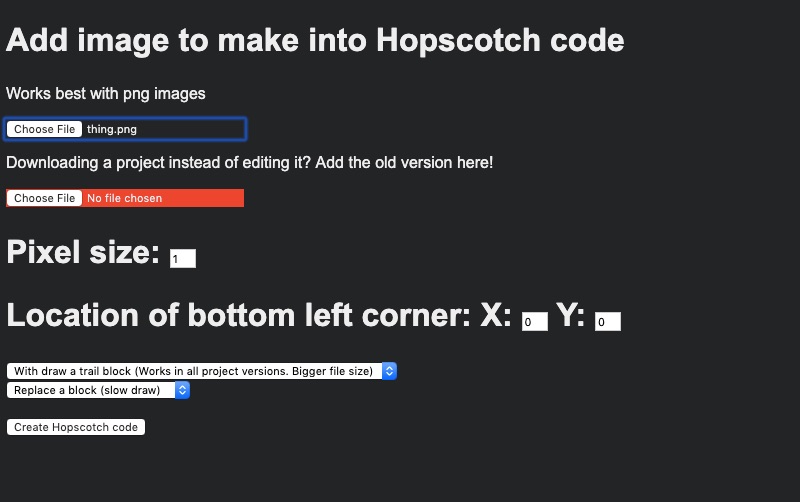 Add image to make into Hopscotch code
Works best with png images
Choose File thing.png
Downloading a project instead of editing it? Add the old version here!
Choose File No file chosen
Pixel size: 1
Location of bottom left corner: X: 0 Y: 0
With draw a trail block (Works in all project versions. Bigger file size)
Replace a block (slow draw)
Create Hopscotch code